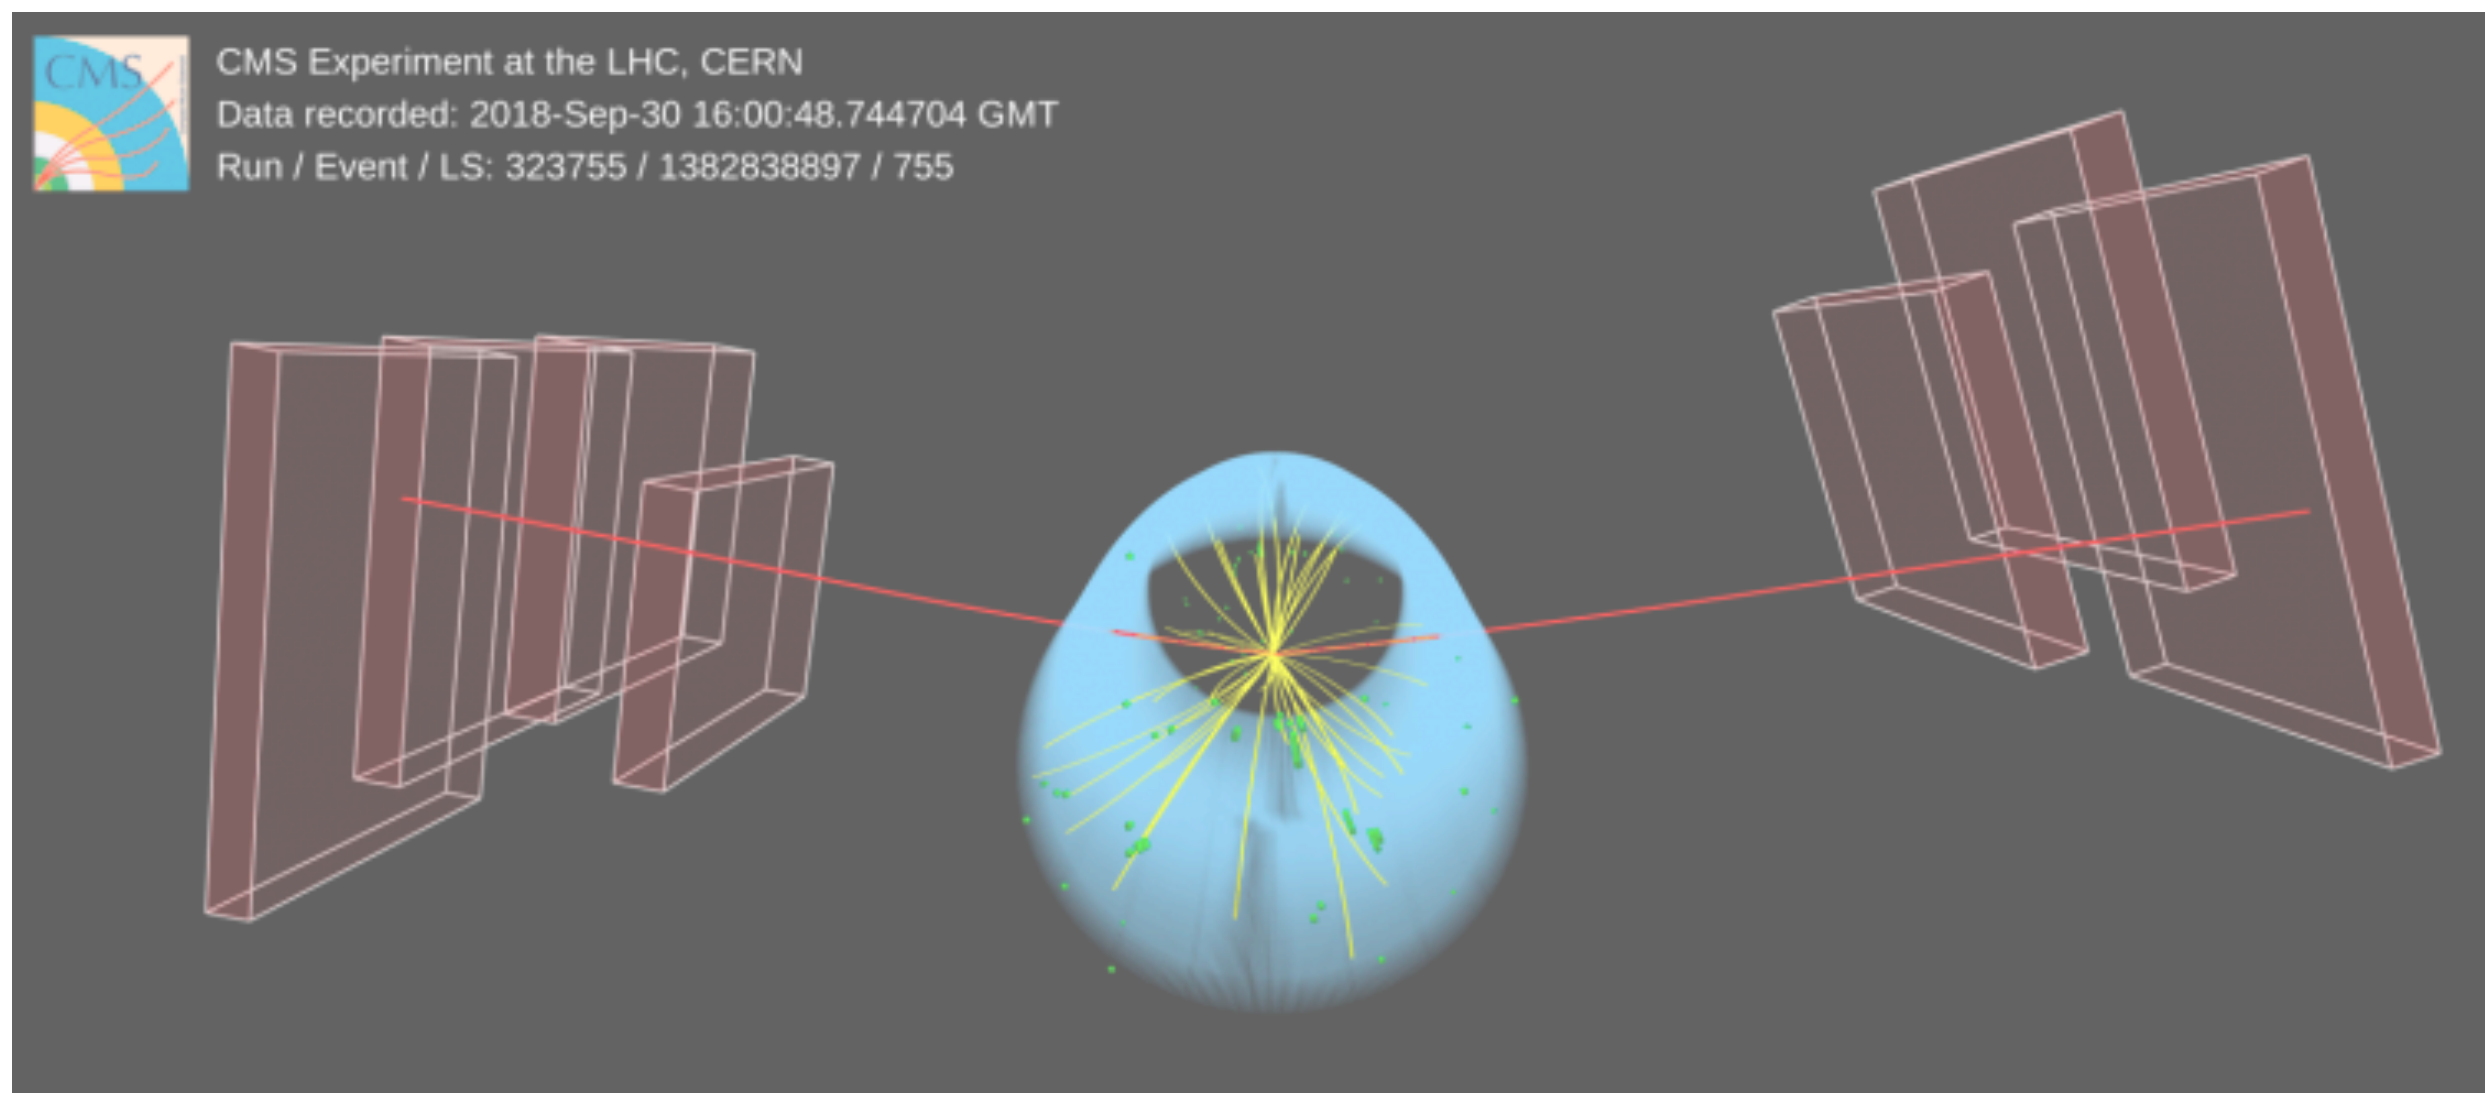 CMS
CMS Experiment at the LHC, CERN
Data recorded: 2018-Sep-30 16:00:48.744704 GMT
Run / Event / LS: 323755 / 1382838897 / 755